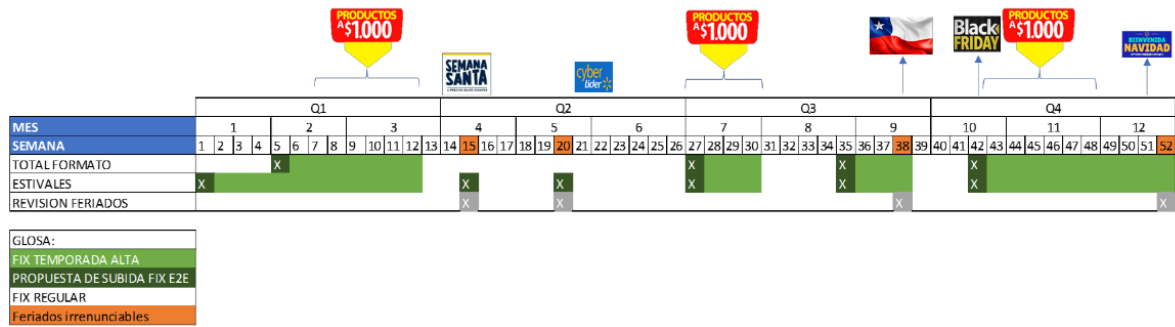 PRODUCTOS
A $1.000
SEMANA
SANTA
cyber
lider
PRODUCTOS
A $1.000
Black
FRIDAY
PRODUCTOS
A $1.000
BIENVENIDA
NAVIDAD
Q1 Q2 Q3 Q4
MES 1 2 3 4 5 6 7 8 9 10 11 12
SEMANA 1 2 3 4 5 6 7 8 9 10 11 12 13 14 15 16 17 18 19 20 21 22 23 24 25 26 27 28 29 30 31 32 33 34 35 36 37 38 39 40 41 42 43 44 45 46 47 48 49 50 51 52
TOTAL FORMATO X X X X
ESTIVALES X X X X X X
REVISION FERIADOS X X X X
GLOSA:
FIX TEMPORADA ALTA
PROPUESTA DE SUBIDA FIX E2E
FIX REGULAR
Feriados irrenunciables